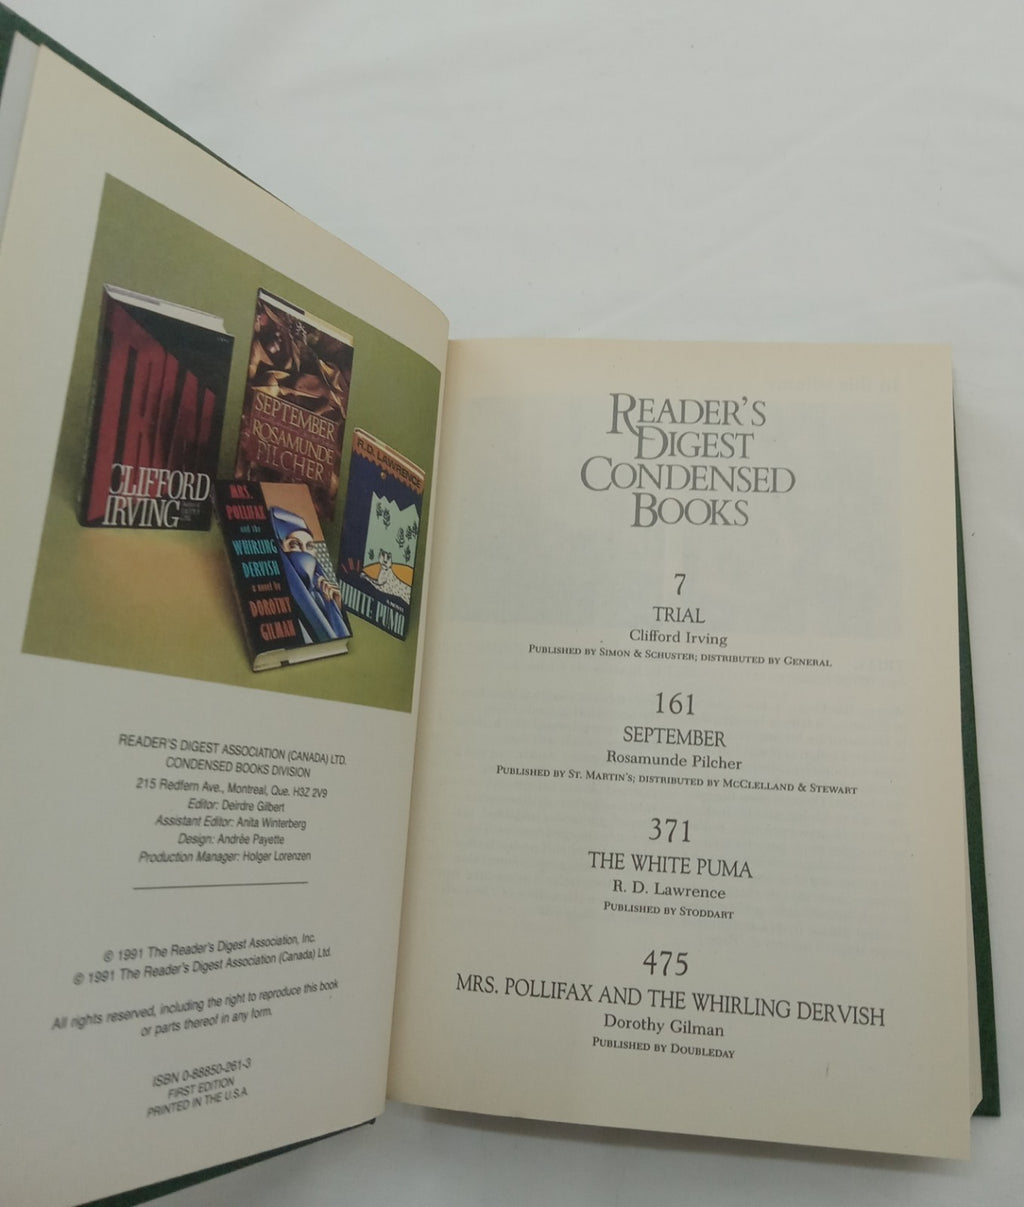 TRIAL
CLIFFORD
IRVING
SEPTEMBER
ROSAMUNDE
PILCHER
R.D. LAWRENCE
WHITE PUMA
MRS.
POLLIFAX
and the
WHIRLING
DERVISH
a novel by
DOROTHY
GILMAN
READER'S DIGEST ASSOCIATION (CANADA) LTD.
CONDENSED BOOKS DIVISION
215 Redfern Ave., Montreal, Que. H3Z 2V9
Editor: Deirdre Gilbert
Assistant Editor: Anita Winterberg
Design: Andrée Payette
Production Manager: Holger Lorenzen
© 1991 The Reader's Digest Association, Inc.
© 1991 The Reader's Digest Association (Canada) Ltd.
All rights reserved, including the right to reproduce this book
or parts thereof in any form.
ISBN 0-88850-261-3
FIRST EDITION
PRINTED IN THE U.S.A.
READER'S
DIGEST
CONDENSED
BOOKS
7
TRIAL
Clifford Irving
PUBLISHED BY SIMON & SCHUSTER; DISTRIBUTED BY GENERAL
161
SEPTEMBER
Rosamunde Pilcher
PUBLISHED BY ST. MARTIN'S; DISTRIBUTED BY MCCLELLAND & STEWART
371
THE WHITE PUMA
R. D. Lawrence
PUBLISHED BY STODDART
475
MRS. POLLIFAX AND THE WHIRLING DERVISH
Dorothy Gilman
PUBLISHED BY DOUBLEDAY